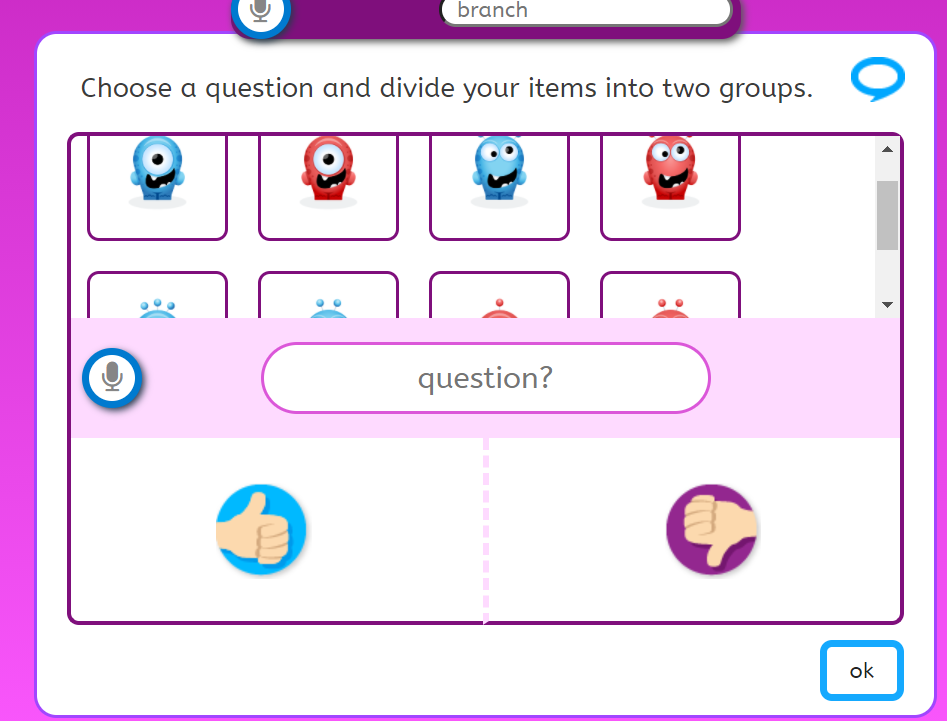 branch
Choose a question and divide your items into two groups.
question?
ok